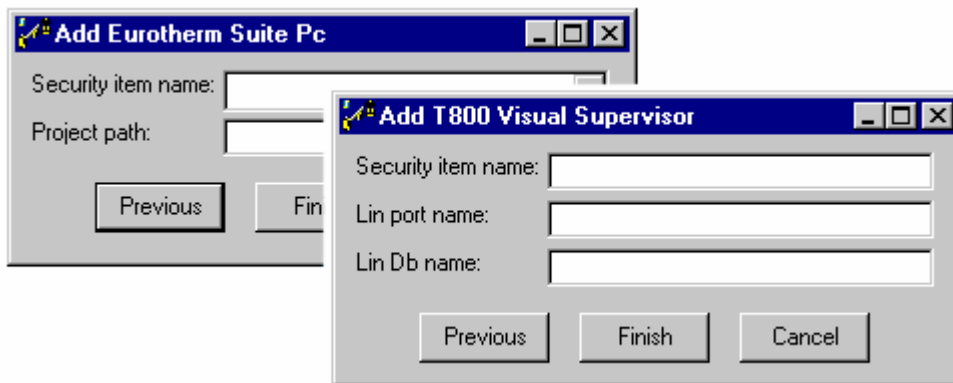 Add Eurotherm Suite Pc
Security item name:
Project path:
Previous
Add T800 Visual Supervisor
Security item name:
Lin port name:
Lin Db name:
Previous Finish Cancel